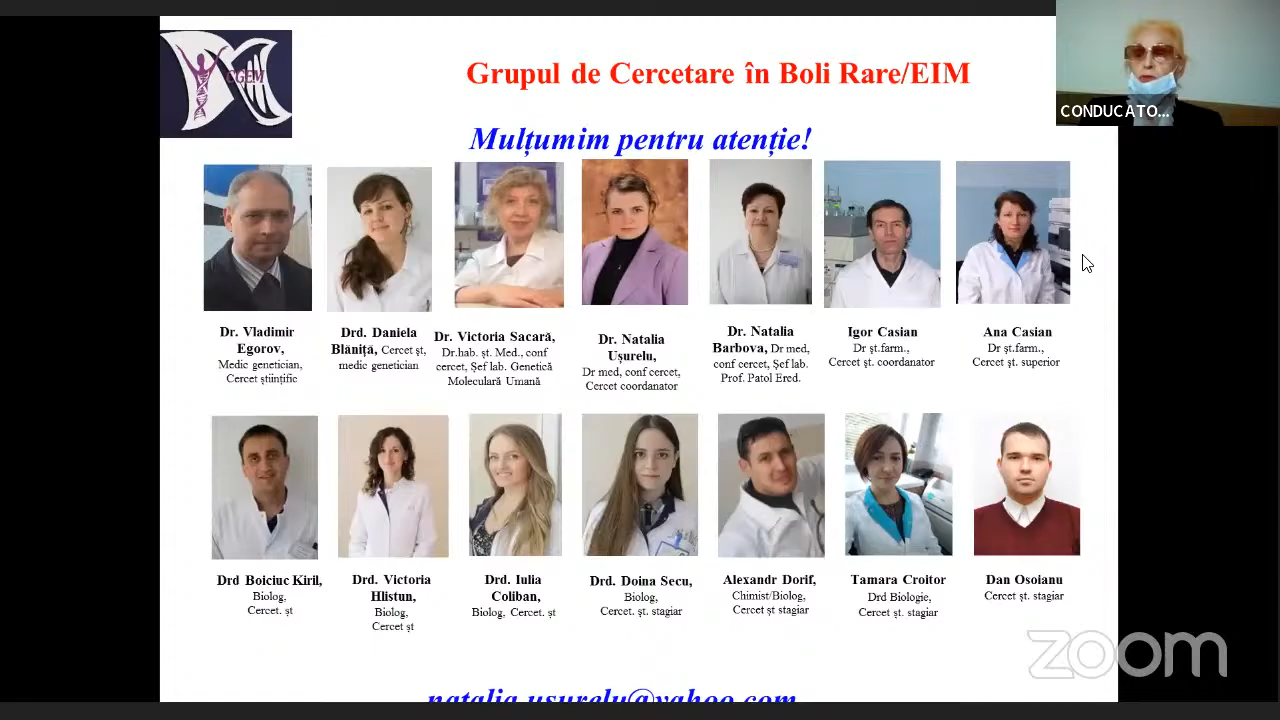 CGEM
Grupul de Cercetare în Boli Rare/EIM
CONDUCATO...
Mulțumim pentru atenție!
Dr. Vladimir
Egorov,
Medic genetician,
Cercet științific
Drd. Daniela
Blăniță, Cercet șt,
medic genetician
Dr. Victoria Sacară,
Dr.hab. șt. Med., conf
cercet, Șef lab. Genetică
Moleculară Umană
Dr. Natalia
Ușurelu,
Dr med, conf cercet,
Cercet coordonator
Dr. Natalia
Barbova, Dr med,
conf cercet, Șef lab.
Prof. Patol Ered.
Igor Casian
Dr șt.farm.,
Cercet șt. coordonator
Ana Casian
Dr șt.farm.,
Cercet șt. superior
Drd Boiciuc Kiril,
Biolog,
Cercet. șt
Drd. Victoria
Hlistun,
Biolog,
Cercet șt
Drd. Iulia
Coliban,
Biolog, Cercet. șt
Drd. Doina Secu,
Biolog,
Cercet. șt. stagiar
Alexandr Dorif,
Chimist/Biolog,
Cercet șt stagiar
Tamara Croitor
Drd Biologie,
Cercet șt. stagiar
Dan Osoianu
Cercet șt. stagiar
zoom
natalia.usurelu@yahoo.com